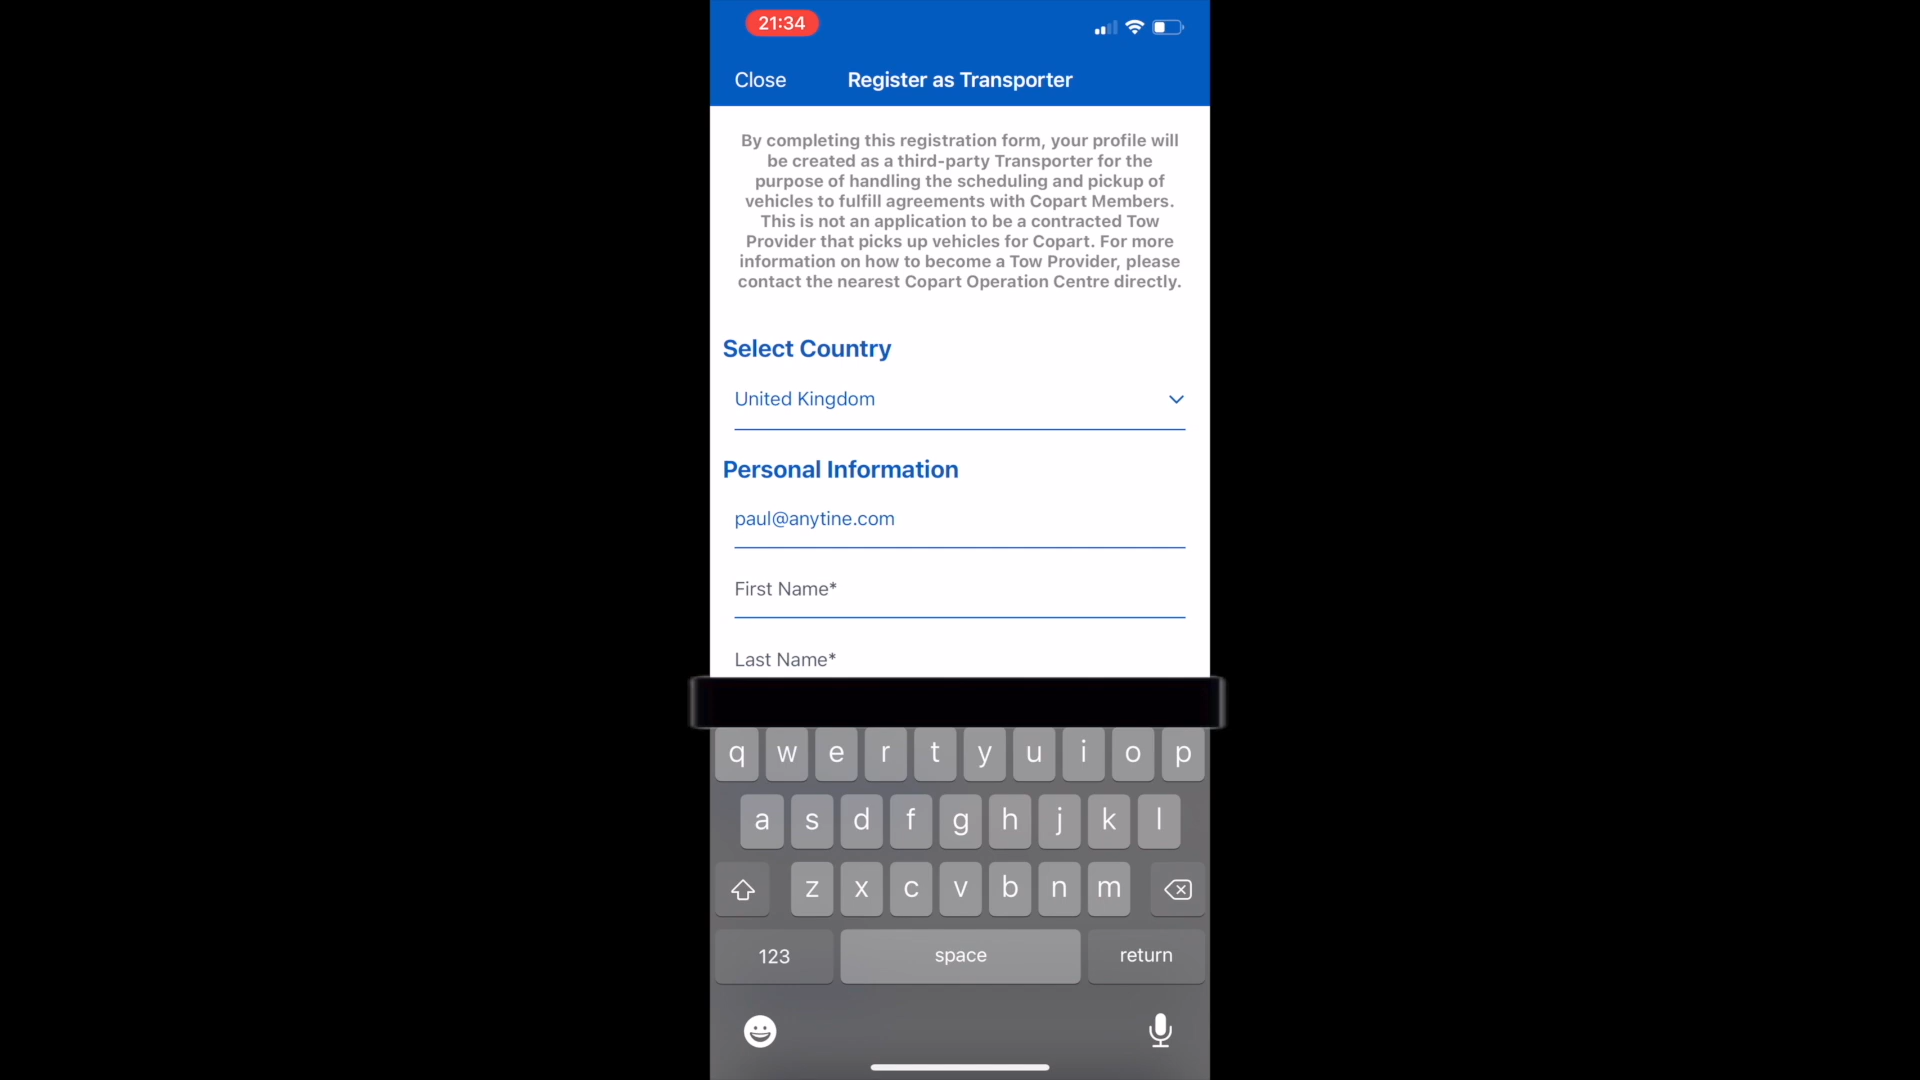 21:34
Close Register as Transporter
By completing this registration form, your profile will
be created as a third-party Transporter for the
purpose of handling the scheduling and pickup of
vehicles to fulfill agreements with Copart Members.
This is not an application to be a contracted Tow
Provider that picks up vehicles for Copart. For more
information on how to become a Tow Provider, please
contact the nearest Copart Operation Centre directly.
Select Country
United Kingdom
Personal Information
paul@anytine.com
First Name*
Last Name*
q w e r t y u i o p
a s d f g h j k l
z x c v b n m
123 space return